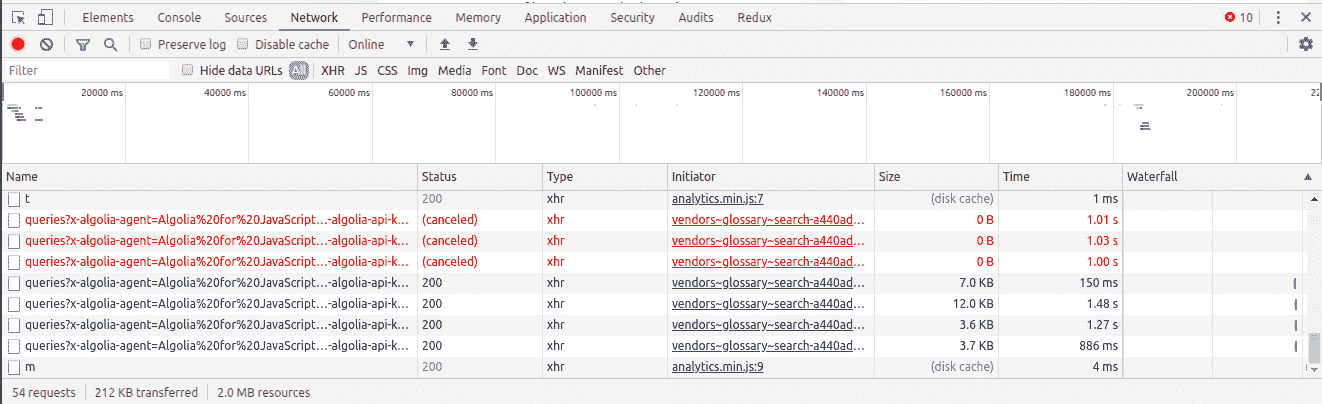 Elements Console Sources Network Performance Memory Application Security Audits Redux 10
Preserve log Disable cache Online
Filter Hide data URLs All XHR JS CSS Img Media Font Doc WS Manifest Other
20000 ms 40000 ms 60000 ms 80000 ms 100000 ms 120000 ms 140000 ms 160000 ms 180000 ms 200000 ms 22
Name Status Type Initiator Size Time Waterfall
t 200 xhr analytics.min.js:7 (disk cache) 1 ms
queries?x-algolia-agent=Algolia%20for%20JavaScript…-algolia-api-k… (canceled) xhr vendors~glossary~search-a440ad… 0 B 1.01 s
queries?x-algolia-agent=Algolia%20for%20JavaScript…-algolia-api-k… (canceled) xhr vendors~glossary~search-a440ad… 0 B 1.03 s
queries?x-algolia-agent=Algolia%20for%20JavaScript…-algolia-api-k… (canceled) xhr vendors~glossary~search-a440ad… 0 B 1.00 s
queries?x-algolia-agent=Algolia%20for%20JavaScript…-algolia-api-k… 200 xhr vendors~glossary~search-a440ad… 7.0 KB 150 ms
queries?x-algolia-agent=Algolia%20for%20JavaScript…-algolia-api-k… 200 xhr vendors~glossary~search-a440ad… 12.0 KB 1.48 s
queries?x-algolia-agent=Algolia%20for%20JavaScript…-algolia-api-k… 200 xhr vendors~glossary~search-a440ad… 3.6 KB 1.27 s
queries?x-algolia-agent=Algolia%20for%20JavaScript…-algolia-api-k… 200 xhr vendors~glossary~search-a440ad… 3.7 KB 886 ms
m 200 xhr analytics.min.js:9 (disk cache) 4 ms
54 requests 212 KB transferred 2.0 MB resources